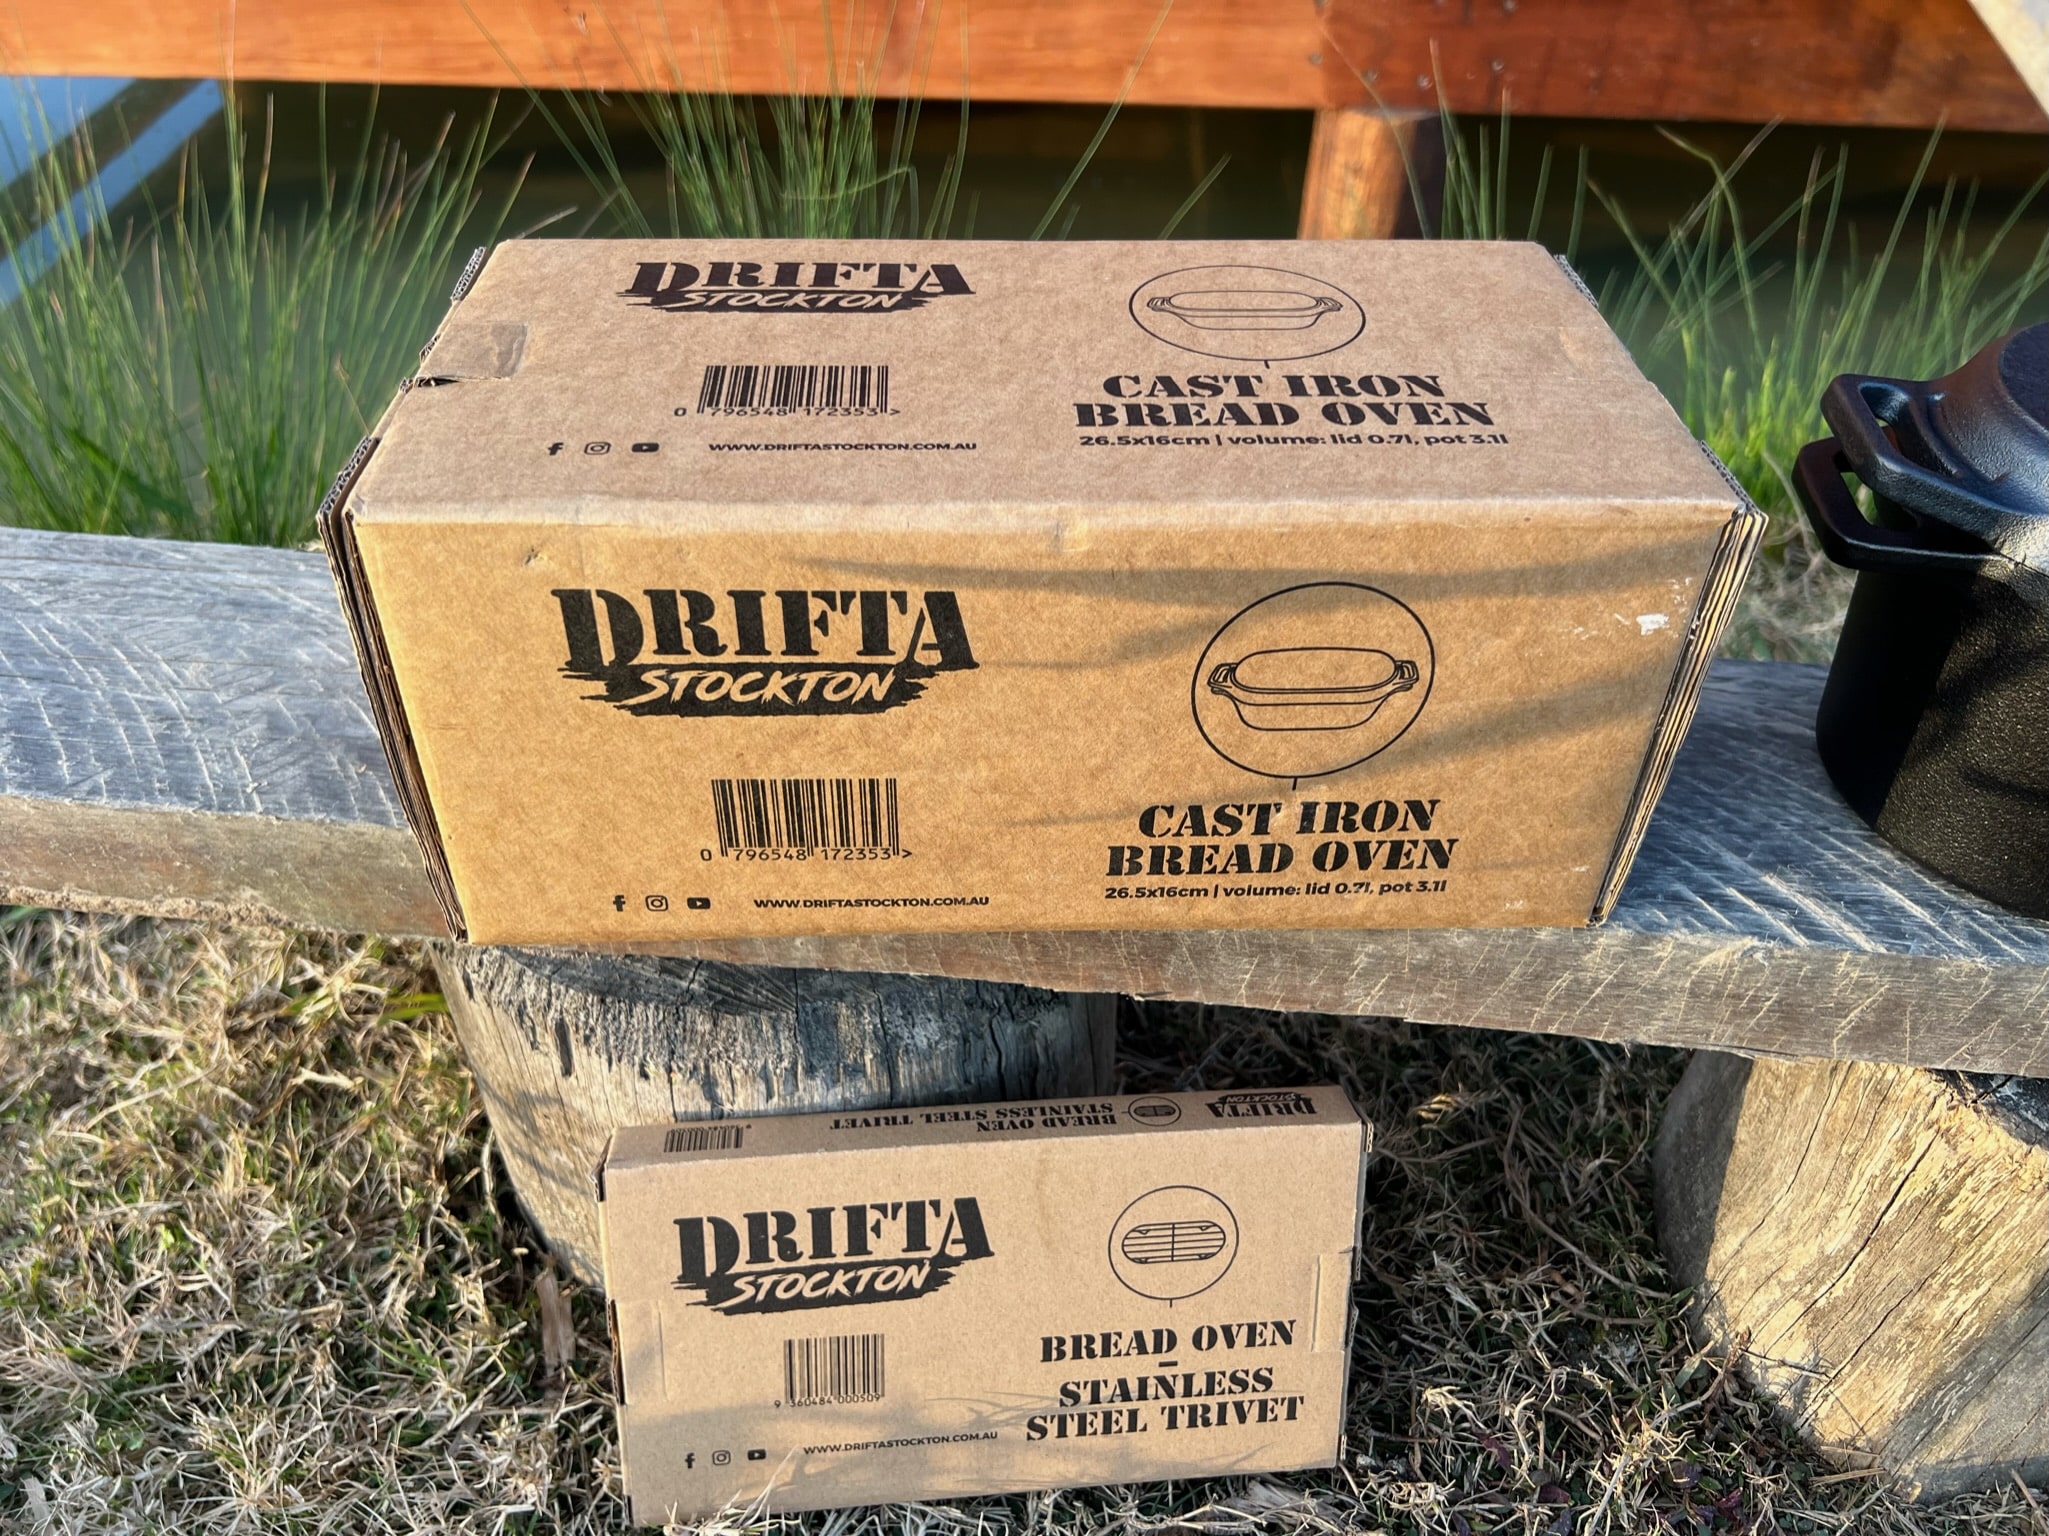 DRIFTA
STOCKTON
0 796548 172353 >
WWW.DRIFTASTOCKTON.COM.AU
CAST IRON
BREAD OVEN
26.5x16cm | volume: lid 0.7l, pot 3.1l
DRIFTA
STOCKTON
0 796548 172353 >
WWW.DRIFTASTOCKTON.COM.AU
CAST IRON
BREAD OVEN
26.5x16cm | volume: lid 0.7l, pot 3.1l
DRIFTA
STOCKTON
BREAD OVEN
STAINLESS STEEL TRIVET
DRIFTA
STOCKTON
9 360484 000509
WWW.DRIFTASTOCKTON.COM.AU
BREAD OVEN
–
STAINLESS
STEEL TRIVET